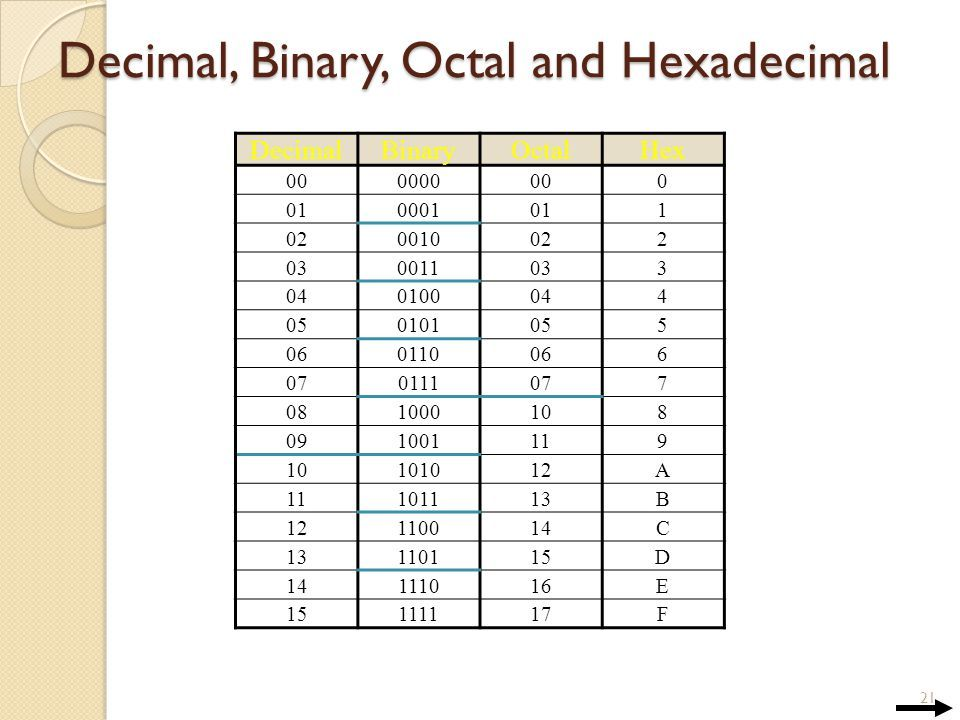 Decimal, Binary, Octal and Hexadecimal
Decimal Binary Octal Hex
00 0000 00 0
01 0001 01 1
02 0010 02 2
03 0011 03 3
04 0100 04 4
05 0101 05 5
06 0110 06 6
07 0111 07 7
08 1000 10 8
09 1001 11 9
10 1010 12 A
11 1011 13 B
12 1100 14 C
13 1101 15 D
14 1110 16 E
15 1111 17 F
21